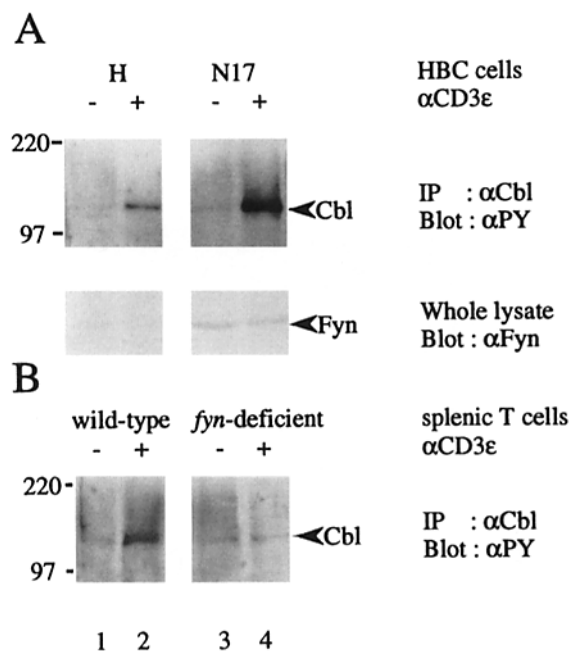 A
H N17 HBC cells
- + - + αCD3ε
220
Cbl
97
IP : αCbl
Blot : αPY
Fyn
Whole lysate
Blot : αFyn
B
wild-type fyn-deficient splenic T cells
- + - + αCD3ε
220
Cbl
97
IP : αCbl
Blot : αPY
1 2 3 4